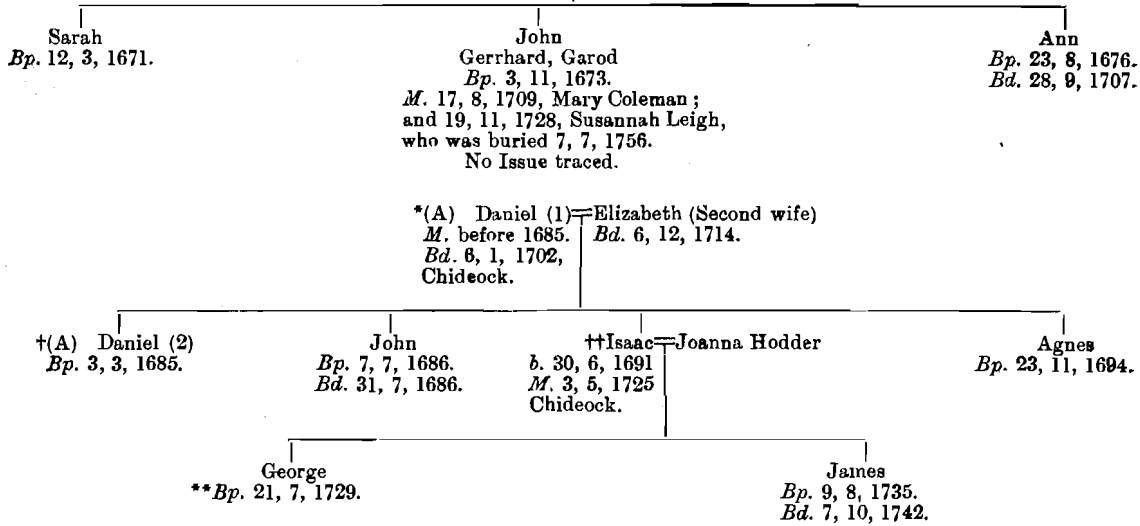 Sarah
Bp. 12, 3, 1671.
John
Gerrhard, Garod
Bp. 3, 11, 1673.
M. 17, 8, 1709, Mary Coleman ;
and 19, 11, 1728, Susannah Leigh,
who was buried 7, 7, 1756.
No Issue traced.
Ann
Bp. 23, 8, 1676.
Bd. 28, 9, 1707.
*(A) Daniel (1)
M. before 1685.
Bd. 6, 1, 1702,
Chideock.
Elizabeth (Second wife)
Bd. 6, 12, 1714.
†(A) Daniel (2)
Bp. 3, 3, 1685.
John
Bp. 7, 7, 1686.
Bd. 31, 7, 1686.
††Isaac
b. 30, 6, 1691
M. 3, 5, 1725
Chideock.
Joanna Hodder
Agnes
Bp. 23, 11, 1694.
George
**Bp. 21, 7, 1729.
James
Bp. 9, 8, 1735.
Bd. 7, 10, 1742.